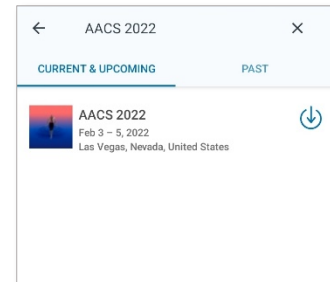 AACS 2022
CURRENT & UPCOMING PAST
AACS 2022
Feb 3 – 5, 2022
Las Vegas, Nevada, United States